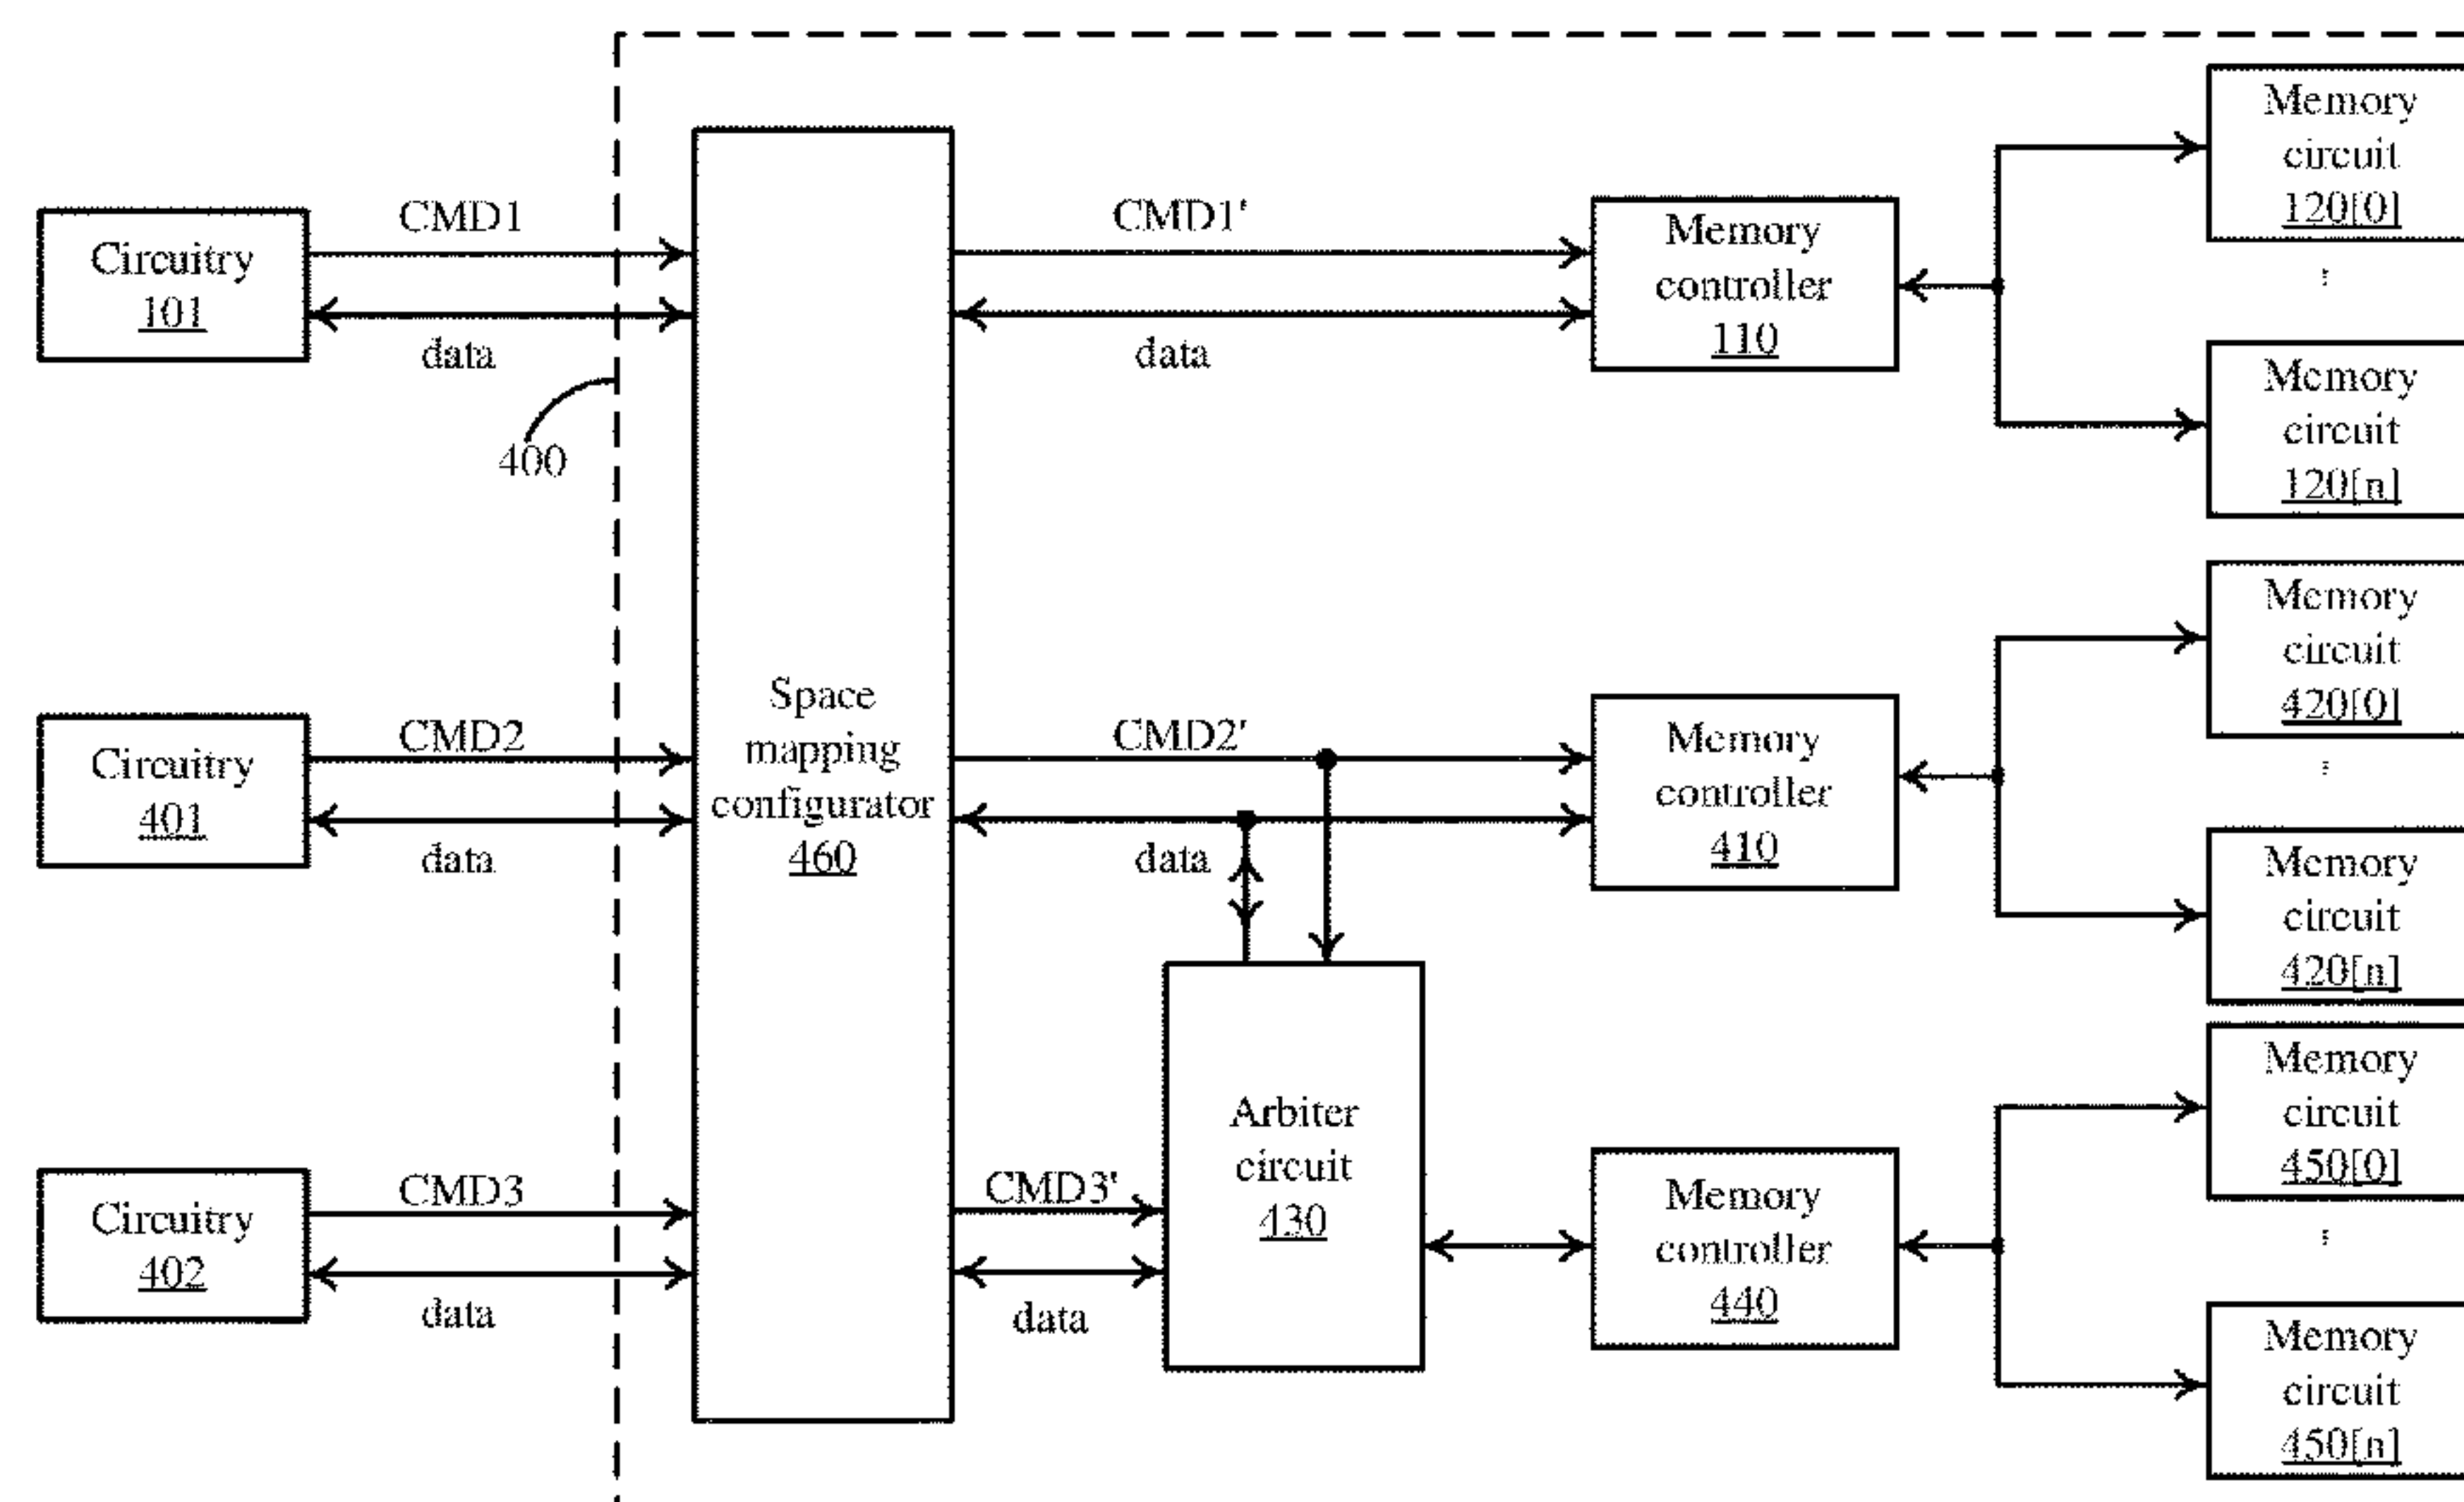 Memory
circuit
120[0]
CMD1
CMD1'
Circuitry
101
Memory
controller
110
data
data
Memory
circuit
120[n]
400
Memory
circuit
420[0]
Space
mapping
configurator
460
CMD2
CMD2'
Circuitry
401
Memory
controller
410
data
data
Memory
circuit
420[n]
Memory
circuit
450[0]
Arbiter
circuit
430
CMD3
CMD3'
Circuitry
402
Memory
controller
440
data
data
Memory
circuit
450[n]